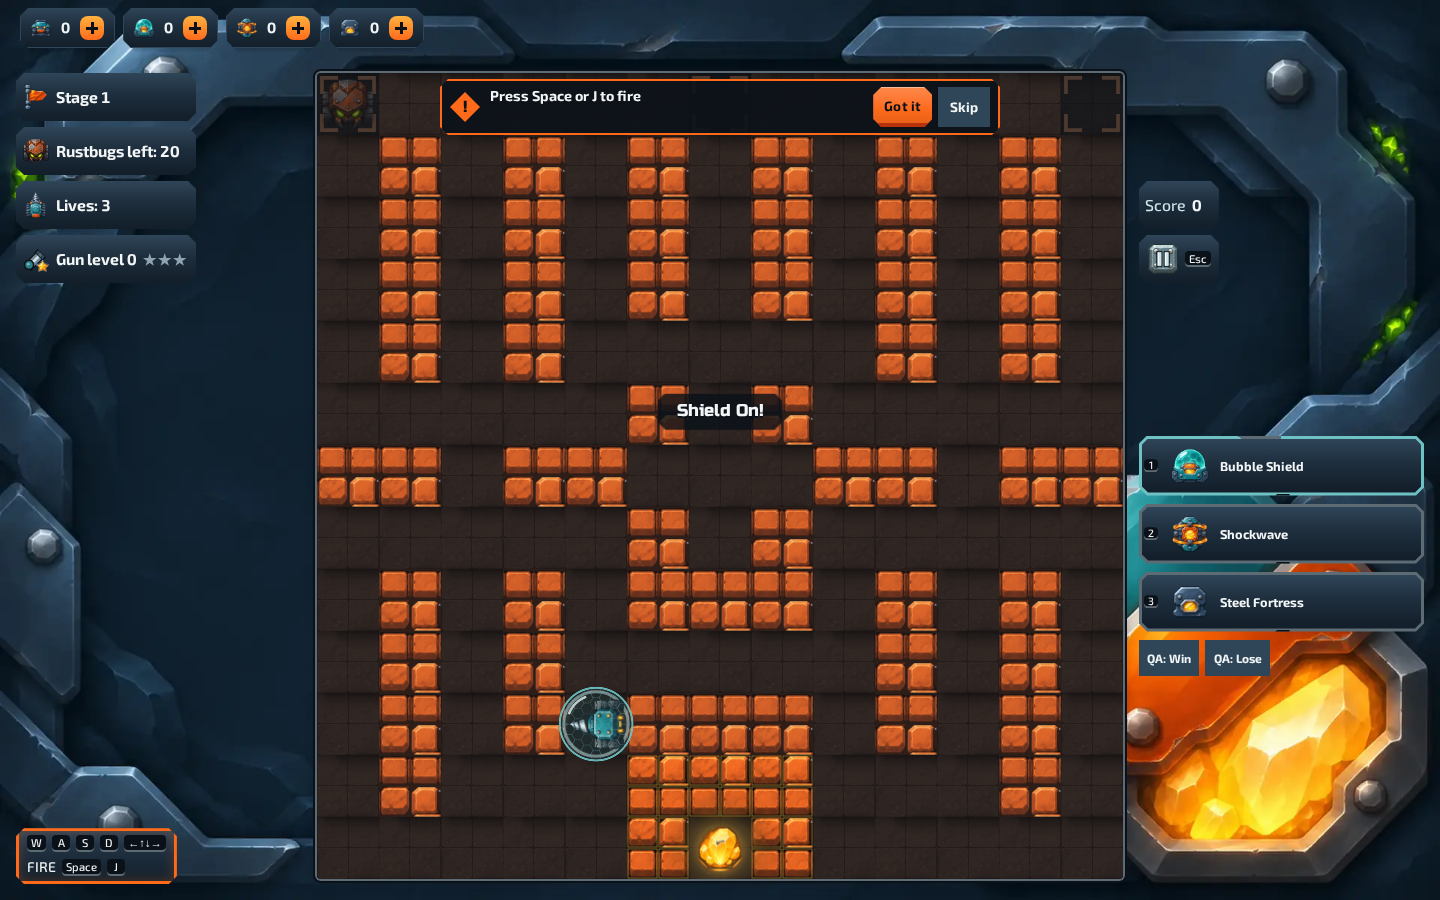 0
0
0
0
Stage 1
Rustbugs left: 20
Lives: 3
Gun level 0
Press Space or J to fire
Got it
Skip
Score 0
Esc
Shield On!
1 Bubble Shield
2 Shockwave
3 Steel Fortress
QA: Win
QA: Lose
W A S D ←↑↓→
FIRE Space J